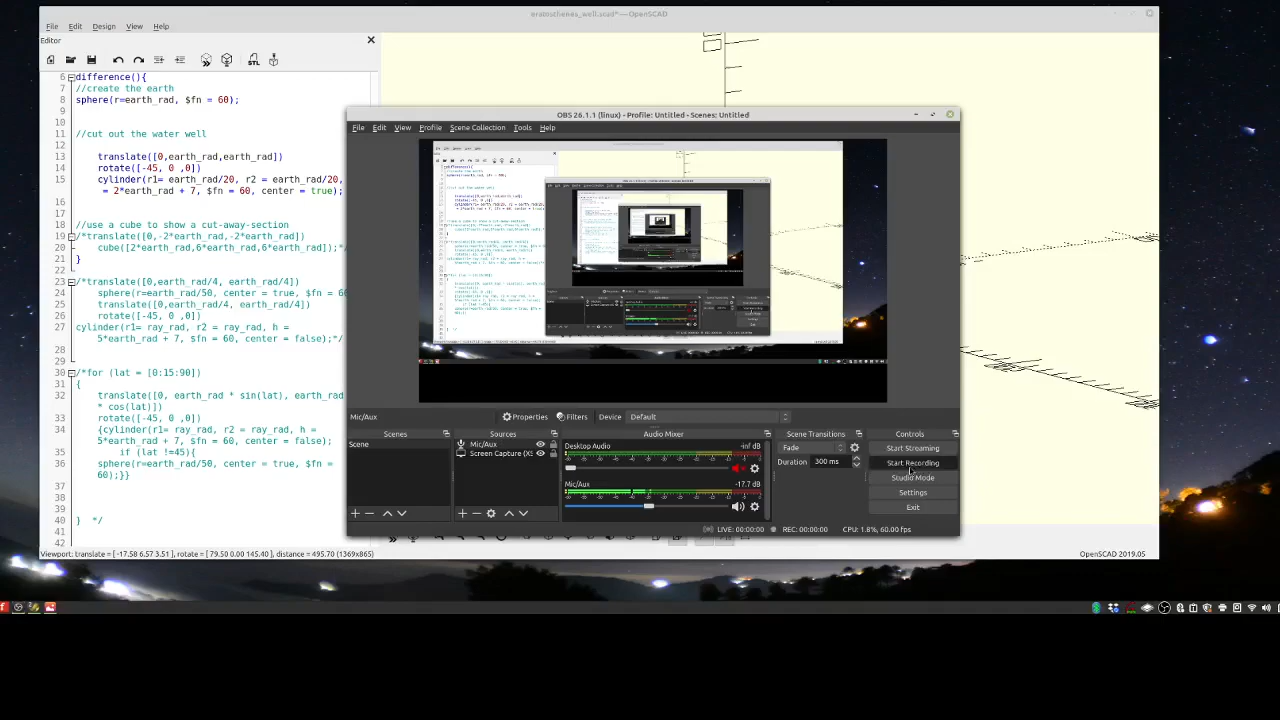 eratosthenes_well.scad*—OpenSCAD
File Edit Design View Help
Editor
STL
6 difference(){
7 //create the earth
8 sphere(r=earth_rad, $fn = 60);
9
10
11 //cut out the water well
12
13 translate([0,earth_rad,earth_rad])
14 rotate([-45, 0 ,0])
15 cylinder(r1= earth_rad/20, r2 = earth_rad/20,
= 2*earth_rad + 7, $fn = 60, center = true);
16
17
18 //use a cube to show a cut-away-section
19 /*translate([0,-2*earth_rad,-2*earth_rad])
20 cube([2*earth_rad,6*earth_rad,6*earth_rad]);*/
21 }
22
23 /*translate([0,earth_rad/4, earth_rad/4])
24 sphere(r=earth_rad/50, center = true, $fn = 60
25 translate([0,earth_rad/4, earth_rad/4])
26 rotate([-45, 0 ,0])
27 cylinder(r1= ray_rad, r2 = ray_rad, h =
5*earth_rad + 7, $fn = 60, center = false);*/
28
29
30 /*for (lat = [0:15:90])
31 {
32 translate([0, earth_rad * sin(lat), earth_rad
* cos(lat)])
33 rotate([-45, 0 ,0])
34 {cylinder(r1= ray_rad, r2 = ray_rad, h =
5*earth_rad + 7, $fn = 60, center = false);
35 if (lat !=45)
36 sphere(r=earth_rad/50, center = true, $fn =
60);}}
37
38
39
40 } */
41
42
Viewport: translate = [ -17.58 6.57 3.51 ], rotate = [ 79.50 0.00 145.40 ], distance = 495.70 (1369x865)
OpenSCAD 2019.05
OBS 26.1.1 (linux) - Profile: Untitled - Scenes: Untitled
File Edit View Profile Scene Collection Tools Help
Mic/Aux Properties Filters Device Default
Scenes Sources Audio Mixer Scene Transitions Controls
Scene
Mic/Aux
Screen Capture (XS
Desktop Audio -inf dB
Mic/Aux -17.7 dB
Fade
Duration 300 ms
Start Streaming
Start Recording
Studio Mode
Settings
Exit
LIVE: 00:00:00 REC: 00:00:00 CPU: 1.8%, 60.00 fps